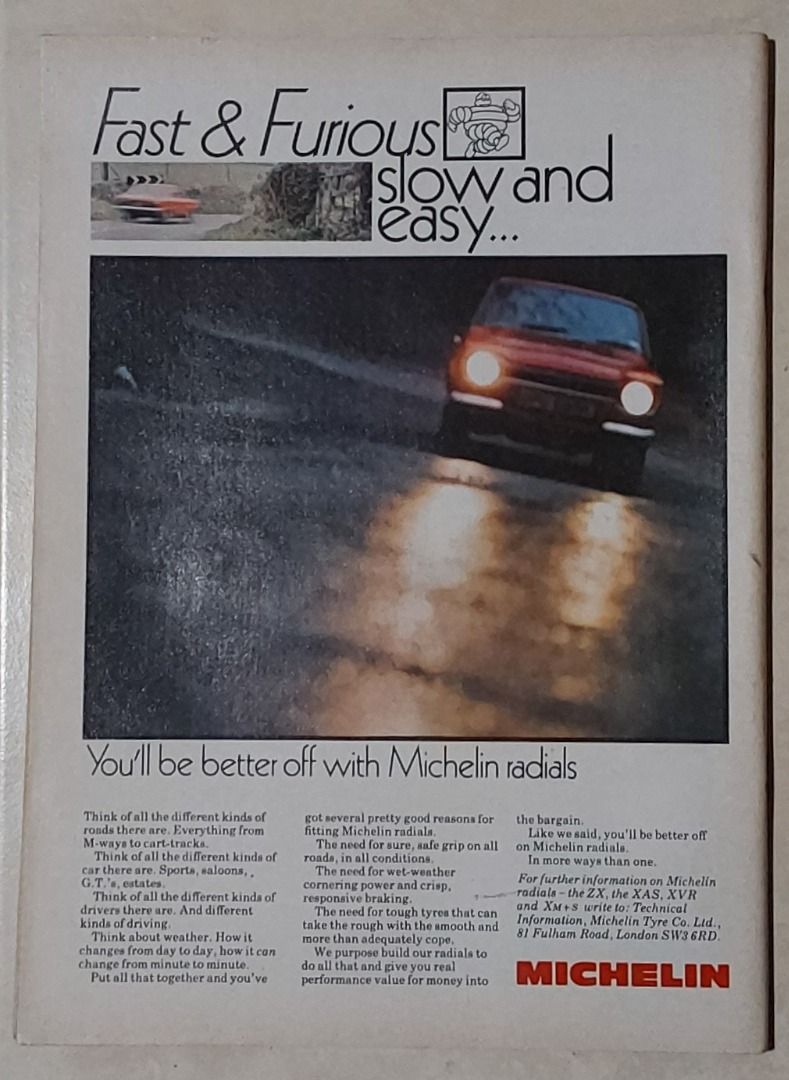 Fast & Furious
slow and
easy...
You'll be better off with Michelin radials
Think of all the different kinds of
roads there are. Everything from
M-ways to cart-tracks.
Think of all the different kinds of
car there are. Sports, saloons,
G.T.'s, estates.
Think of all the different kinds of
drivers there are. And different
kinds of driving.
Think about weather. How it
changes from day to day, how it can
change from minute to minute.
Put all that together and you've
got several pretty good reasons for
fitting Michelin radials.
The need for sure, safe grip on all
roads, in all conditions.
The need for wet-weather
cornering power and crisp,
responsive braking.
The need for tough tyres that can
take the rough with the smooth and
more than adequately cope.
We purpose build our radials to
do all that and give you real
performance value for money into
the bargain.
Like we said, you'll be better off
on Michelin radials.
In more ways than one.
For further information on Michelin
radials - the ZX, the XAS, XVR
and XM+S write to: Technical
Information, Michelin Tyre Co. Ltd.,
81 Fulham Road, London SW3 6RD.
MICHELIN